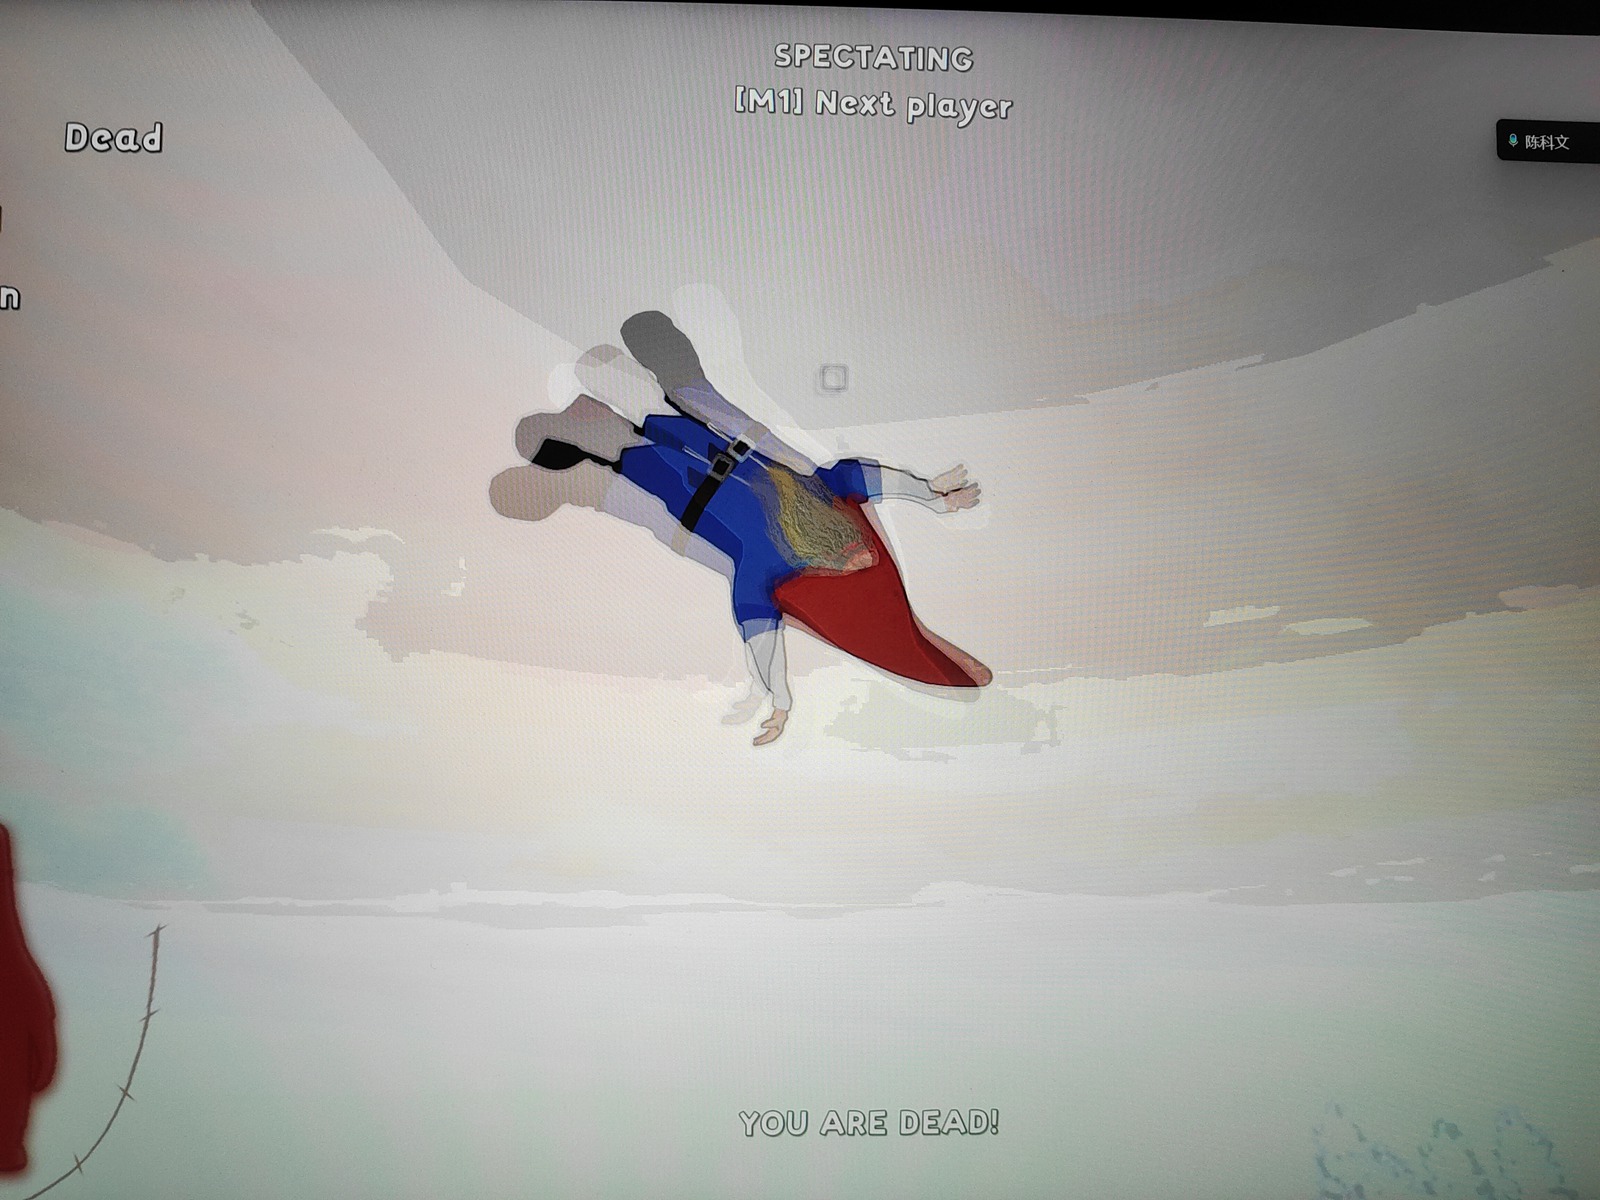 SPECTATING
[M1] Next player
Dead
陈科文
n
YOU ARE DEAD!